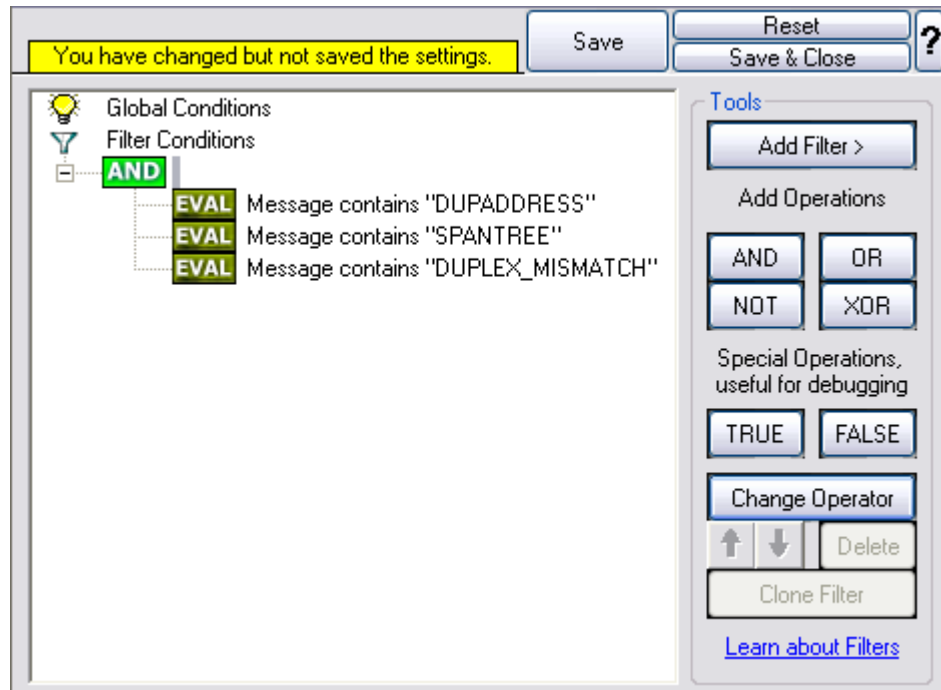 You have changed but not saved the settings.
Save
Reset
Save & Close
?
Global Conditions
Filter Conditions
AND
EVAL Message contains "DUPADDRESS"
EVAL Message contains "SPANTREE"
EVAL Message contains "DUPLEX_MISMATCH"
Tools
Add Filter >
Add Operations
AND OR
NOT XOR
Special Operations,
useful for debugging
TRUE FALSE
Change Operator
Delete
Clone Filter
Learn about Filters